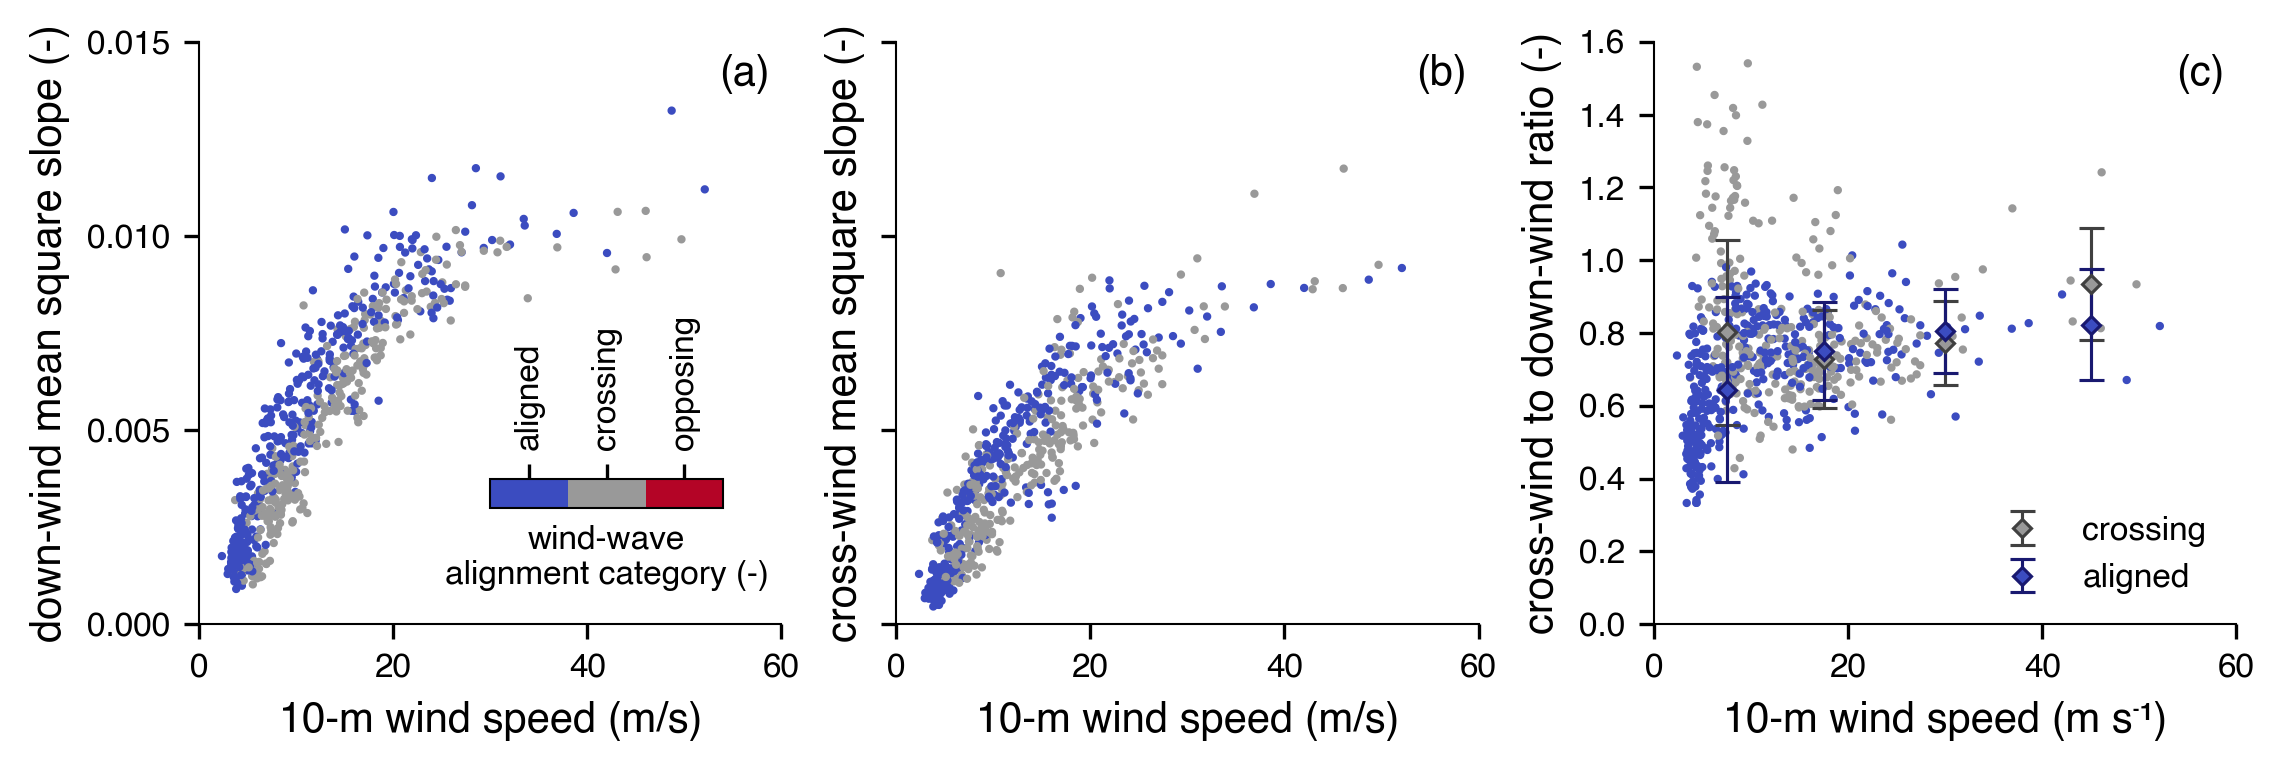 down-wind mean square slope (-)
0.015
0.010
0.005
0.000
0
20
40
60
10-m wind speed (m/s)
(a)
aligned
crossing
opposing
wind-wave
alignment category (-)
cross-wind mean square slope (-)
0
20
40
60
10-m wind speed (m/s)
(b)
cross-wind to down-wind ratio (-)
1.6
1.4
1.2
1.0
0.8
0.6
0.4
0.2
0.0
0
20
40
60
10-m wind speed (m s⁻¹)
(c)
crossing
aligned